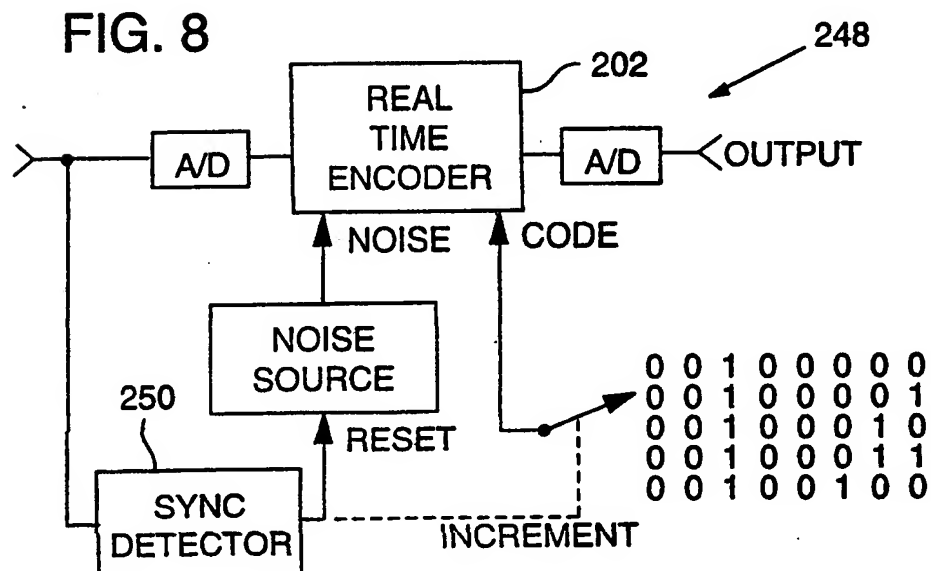 FIG. 8
248
202
REAL
TIME
ENCODER
A/D
A/D
OUTPUT
NOISE
CODE
NOISE
SOURCE
250
RESET
SYNC
DETECTOR
INCREMENT
0 0 1 0 0 0 0 0
0 0 1 0 0 0 0 1
0 0 1 0 0 0 1 0
0 0 1 0 0 0 1 1
0 0 1 0 0 1 0 0